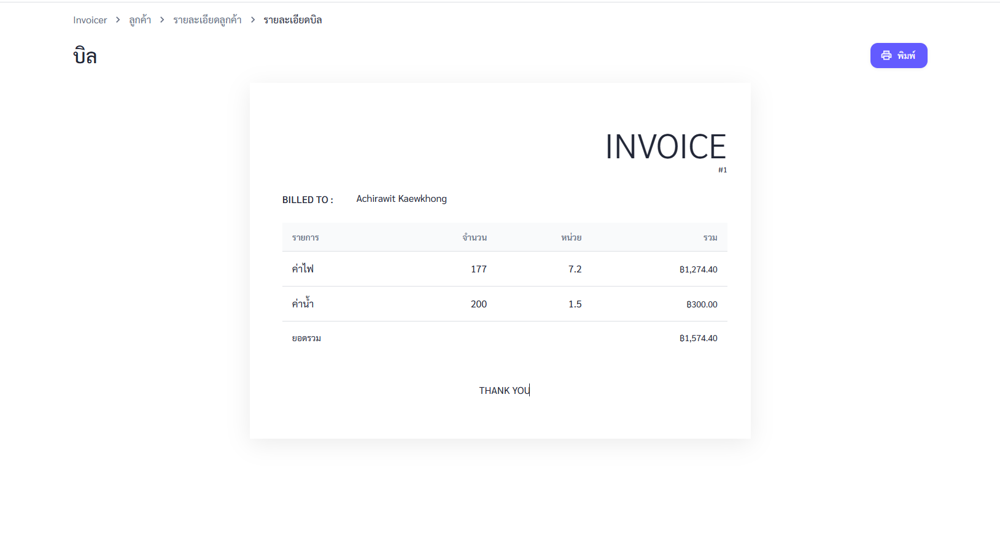 Invoicer > ลูกค้า > รายละเอียดลูกค้า > รายละเอียดบิล
บิล
พิมพ์
INVOICE
#1
BILLED TO : Achirawit Kaewkhong
รายการ จำนวน หน่วย รวม
ค่าไฟ 177 7.2 ฿1,274.40
ค่าน้ำ 200 1.5 ฿300.00
ยอดรวม ฿1,574.40
THANK YOU